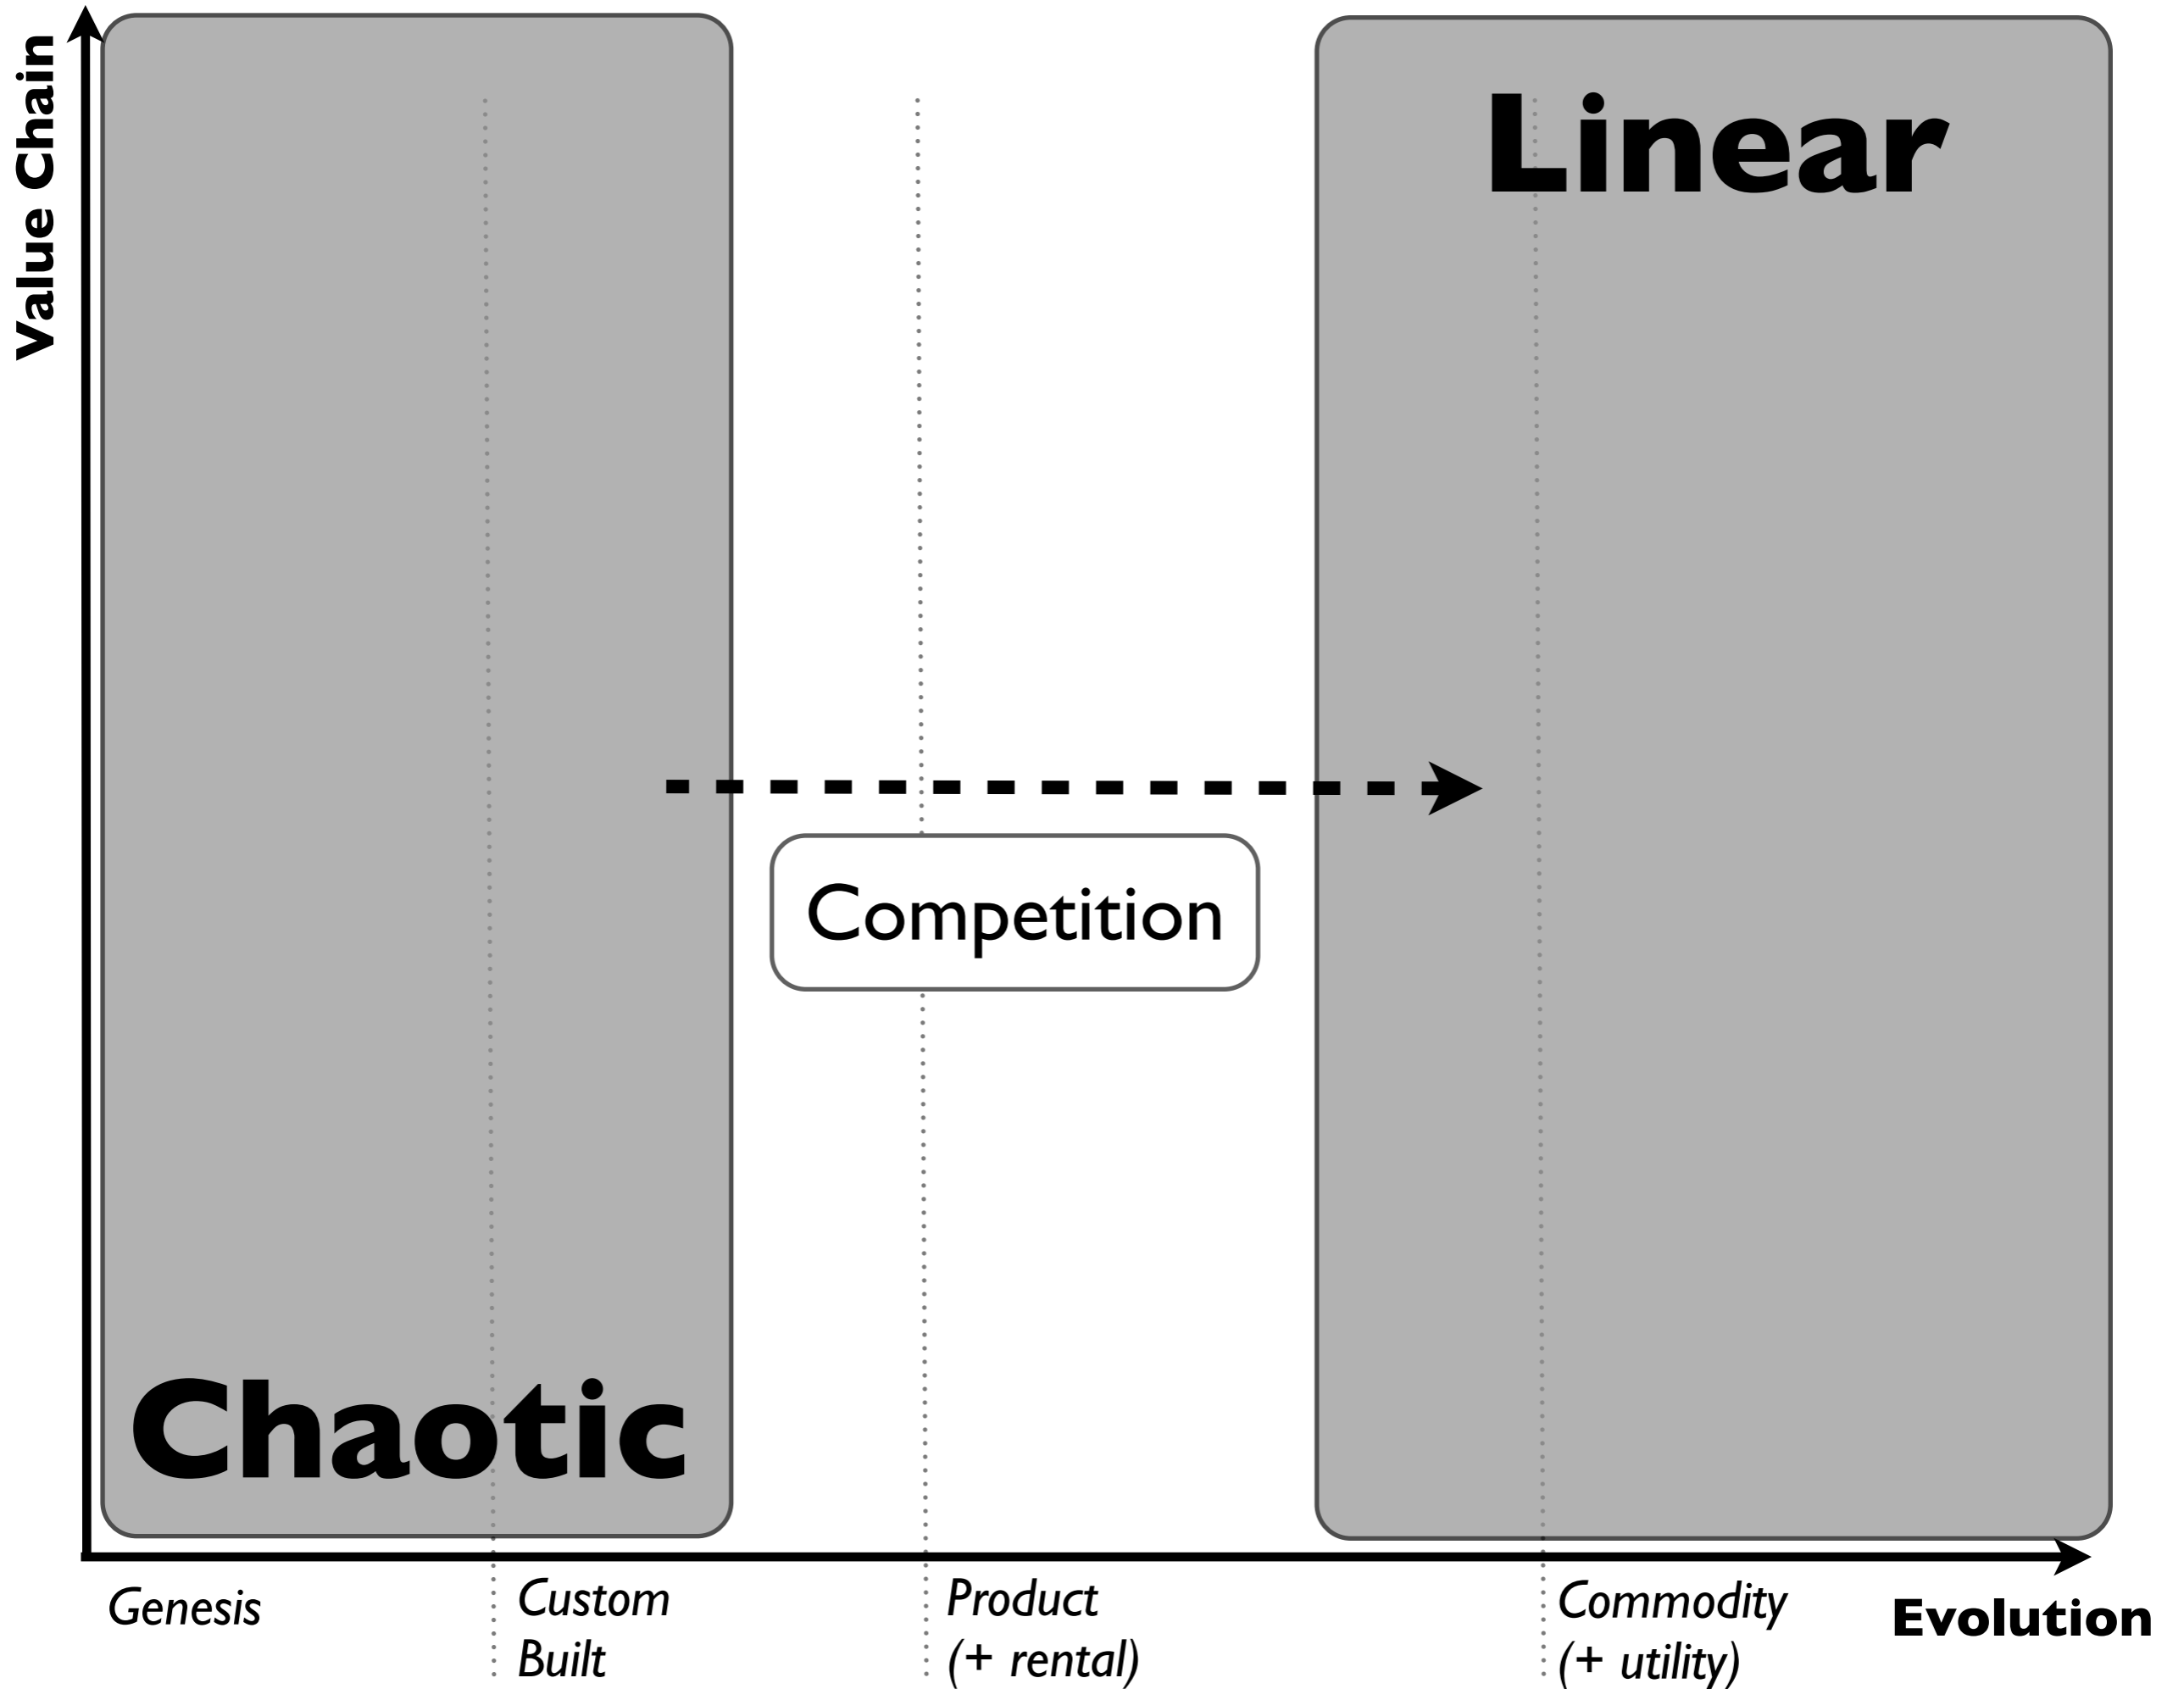 Value Chain
Linear
Competition
Chaotic
Genesis
Custom
Built
Product
(+ rental)
Commodity
(+ utility)
Evolution